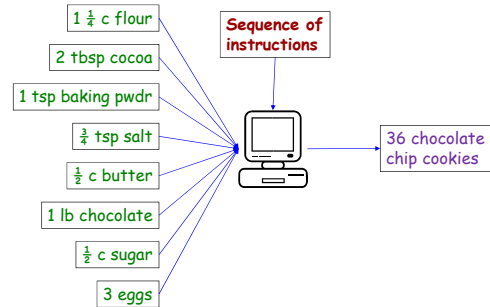 1 ¼ c flour
Sequence of
instructions
2 tbsp cocoa
1 tsp baking pwdr
¾ tsp salt
36 chocolate
chip cookies
½ c butter
1 lb chocolate
½ c sugar
3 eggs